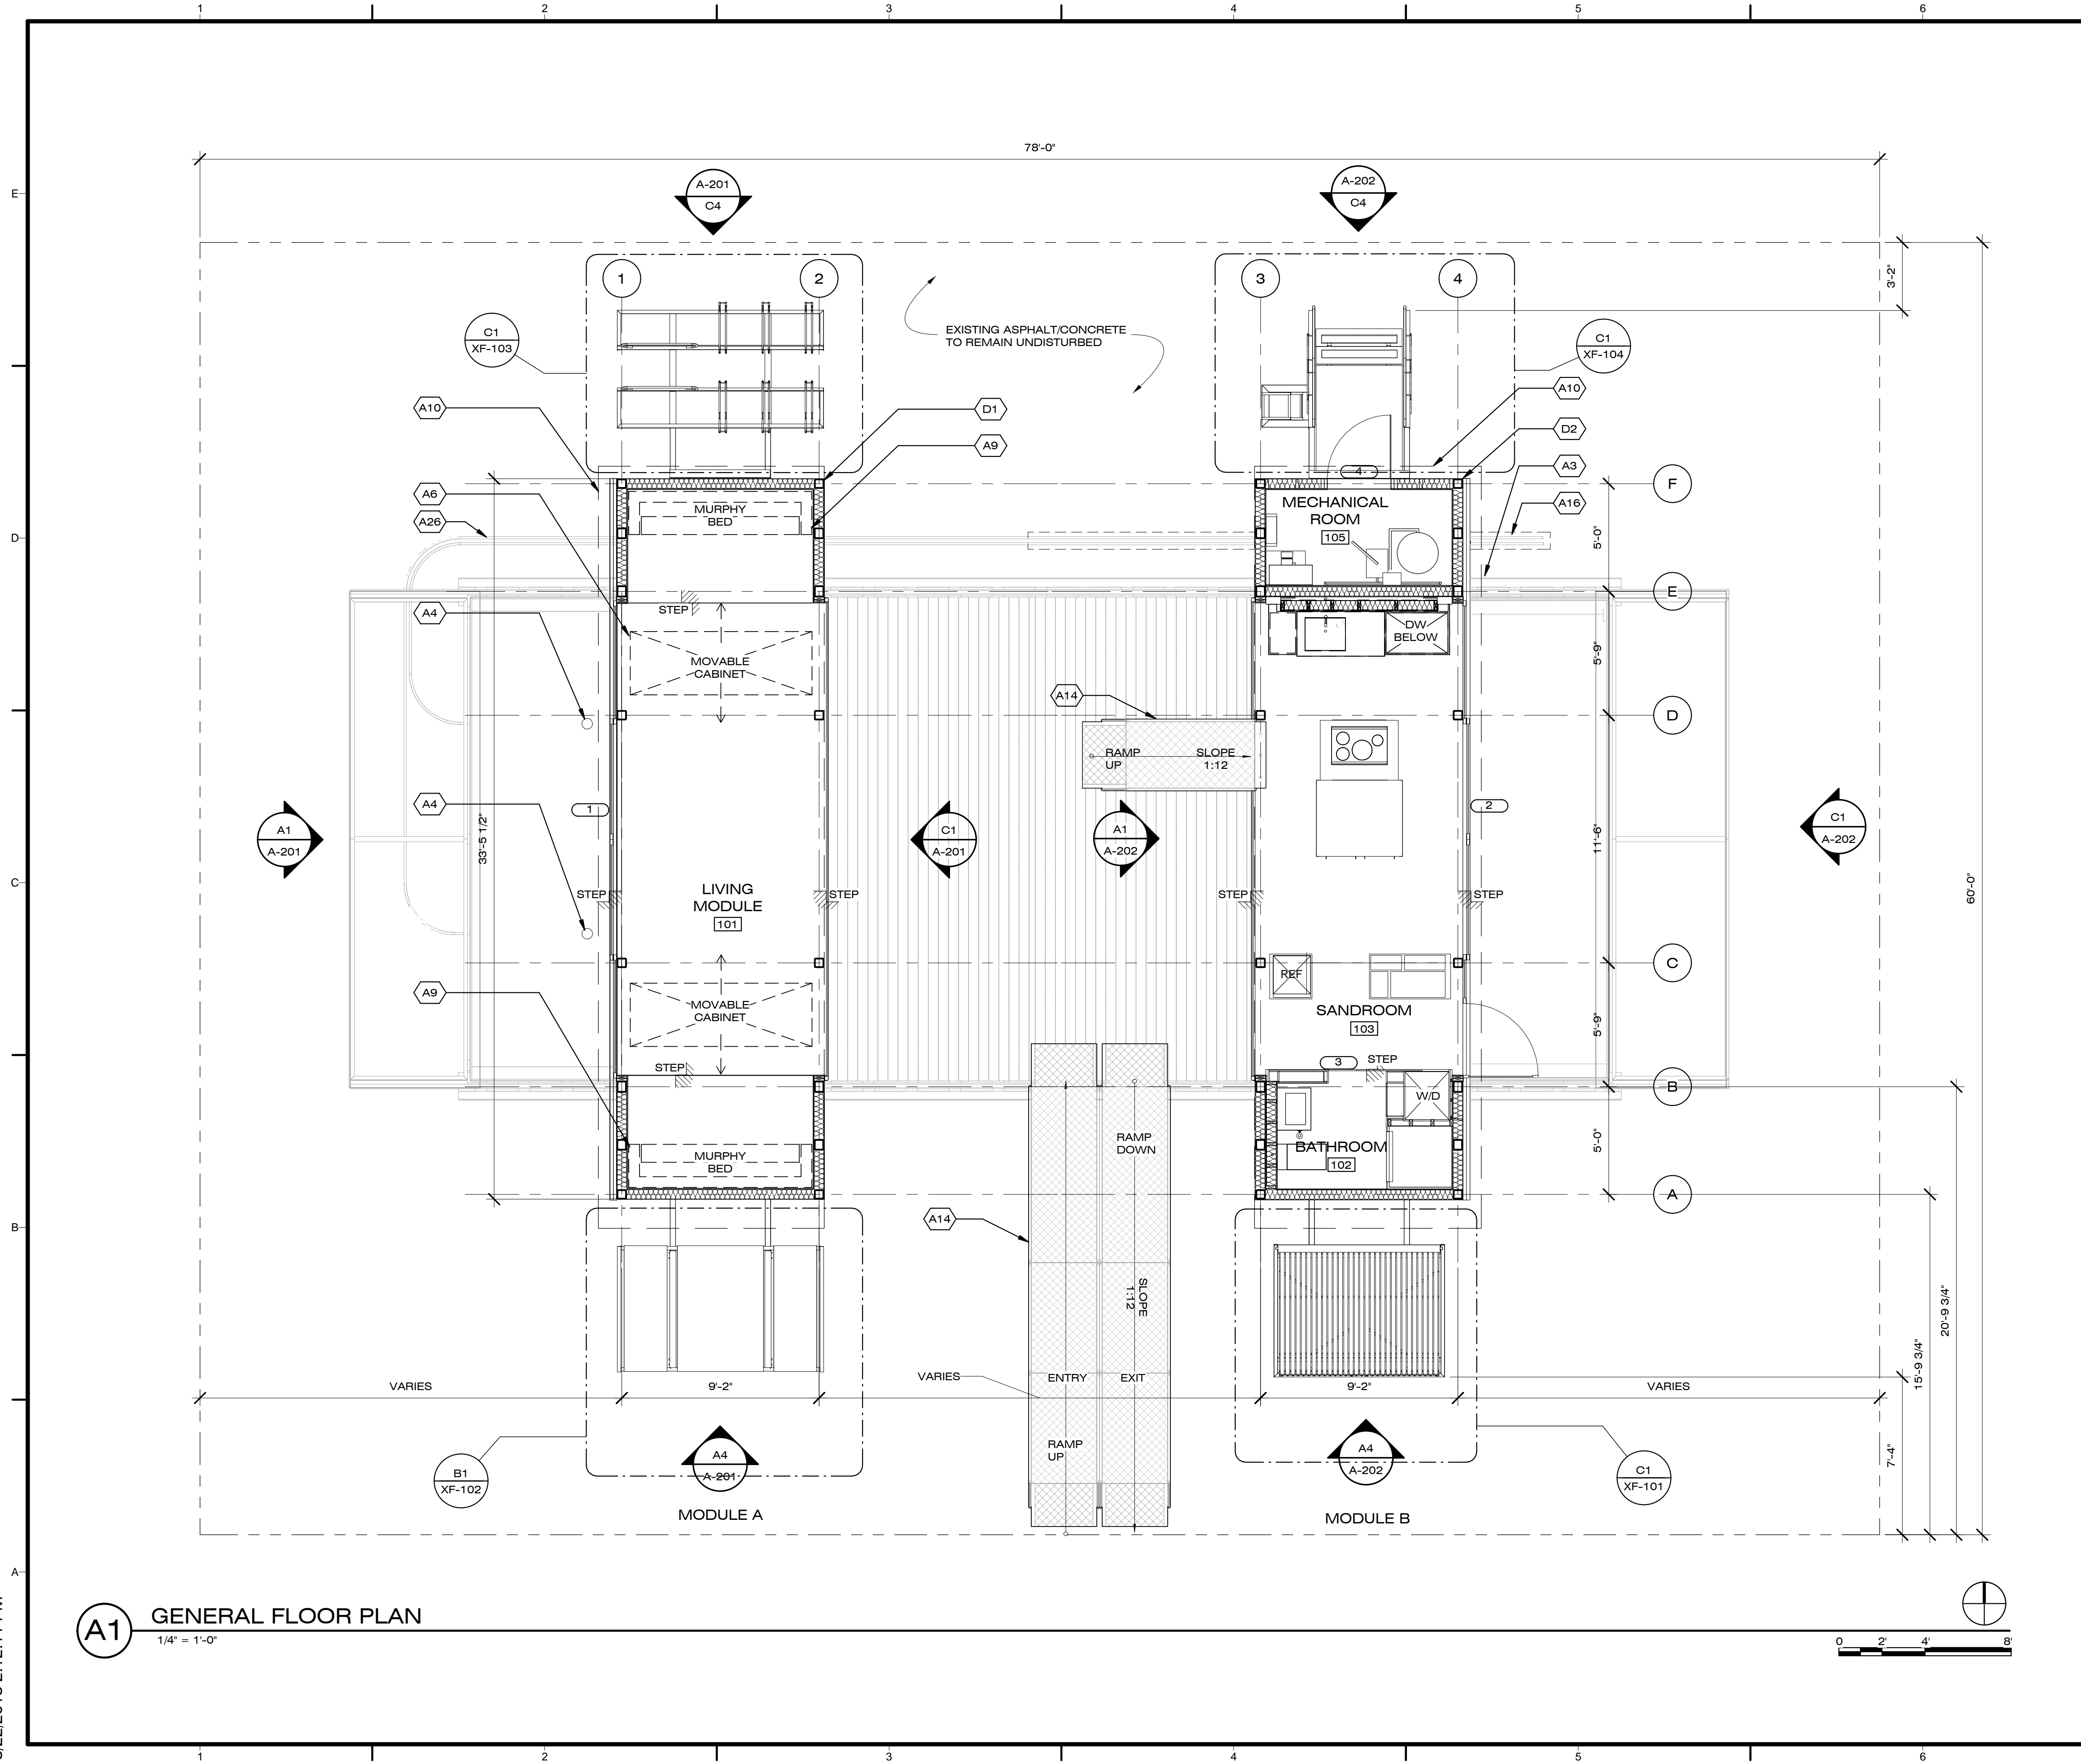 1 2 3 4 5 6
78'-0"
E
A-201
C4
A-202
C4
1 2 3 4
3'-2"
C1
XF-103
EXISTING ASPHALT/CONCRETE
TO REMAIN UNDISTURBED
C1
XF-104
A10
D1
A10
A9
D2
A3
A6
MURPHY
BED
4
MECHANICAL
ROOM
105
F
A16
A26
D
5'-0"
E
A4
STEP
DW
BELOW
5'-9"
MOVABLE
CABINET
A14
D
RAMP
UP
SLOPE
1:12
A4
1
2
33'-5 1/2"
A1
A-201
C1
A-201
A1
A-202
11'-6"
C1
A-202
C
60'-0"
STEP
LIVING
MODULE
101
STEP
STEP
STEP
C
REF
A9
MOVABLE
CABINET
SANDROOM
103
5'-9"
STEP
3
STEP
B
W/D
RAMP
DOWN
BATHROOM
102
5'-0"
MURPHY
BED
A
B
A14
SLOPE
1:12
20'-9 3/4"
15'-9 3/4"
VARIES
9'-2"
VARIES
ENTRY
EXIT
9'-2"
VARIES
RAMP
UP
7'-4"
A4
A-201
A4
A-202
B1
XF-102
C1
XF-101
MODULE A
MODULE B
A
A1
GENERAL FLOOR PLAN
1/4" = 1'-0"
0 2' 4' 8'
1 2 3 4 5 6